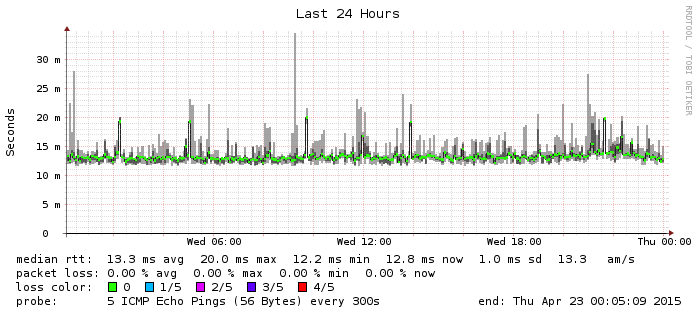 Last 24 Hours
RRDTOOL / TOBI OETIKER
Seconds
30 m
25 m
20 m
15 m
10 m
5 m
0
Wed 06:00 Wed 12:00 Wed 18:00 Thu 00:00
median rtt: 13.3 ms avg 20.0 ms max 12.2 ms min 12.8 ms now 1.0 ms sd 13.3 am/s
packet loss: 0.00 % avg 0.00 % max 0.00 % min 0.00 % now
loss color: 0 1/5 2/5 3/5 4/5
probe: 5 ICMP Echo Pings (56 Bytes) every 300s end: Thu Apr 23 00:05:09 2015